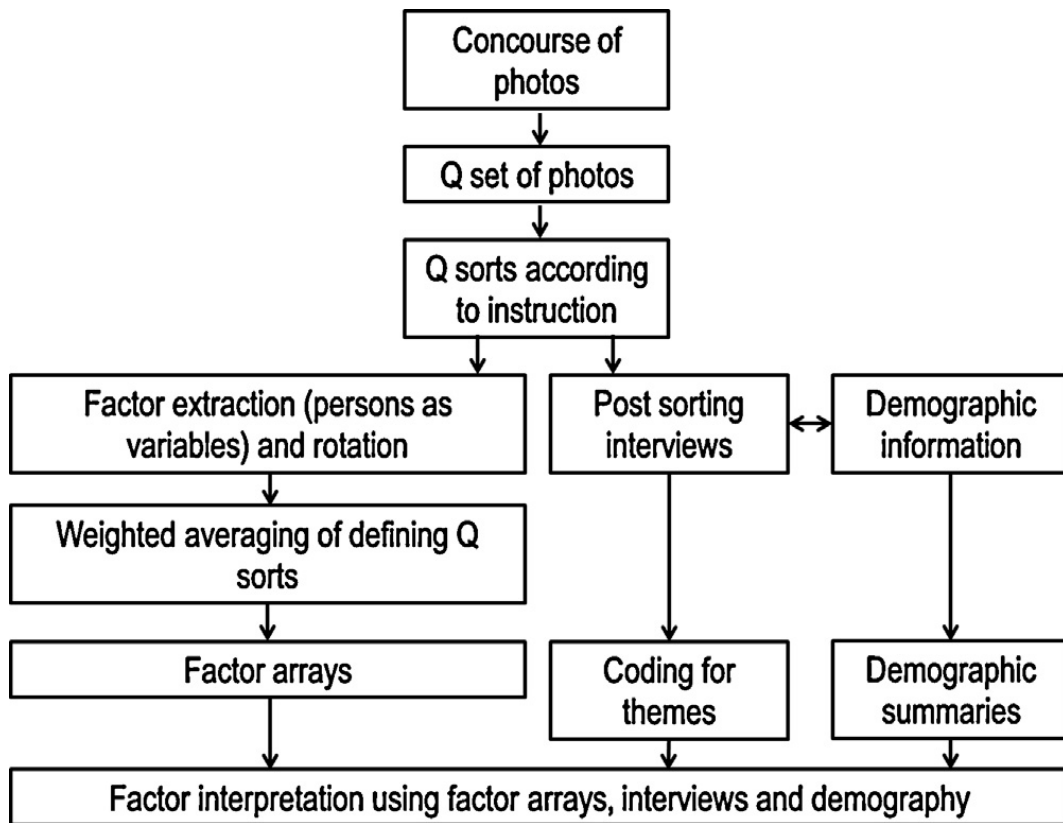 Concourse of
photos
Q set of photos
Q sorts according
to instruction
Factor extraction (persons as
variables) and rotation
Post sorting
interviews
Demographic
information
Weighted averaging of defining Q
sorts
Factor arrays
Coding for
themes
Demographic
summaries
Factor interpretation using factor arrays, interviews and demography